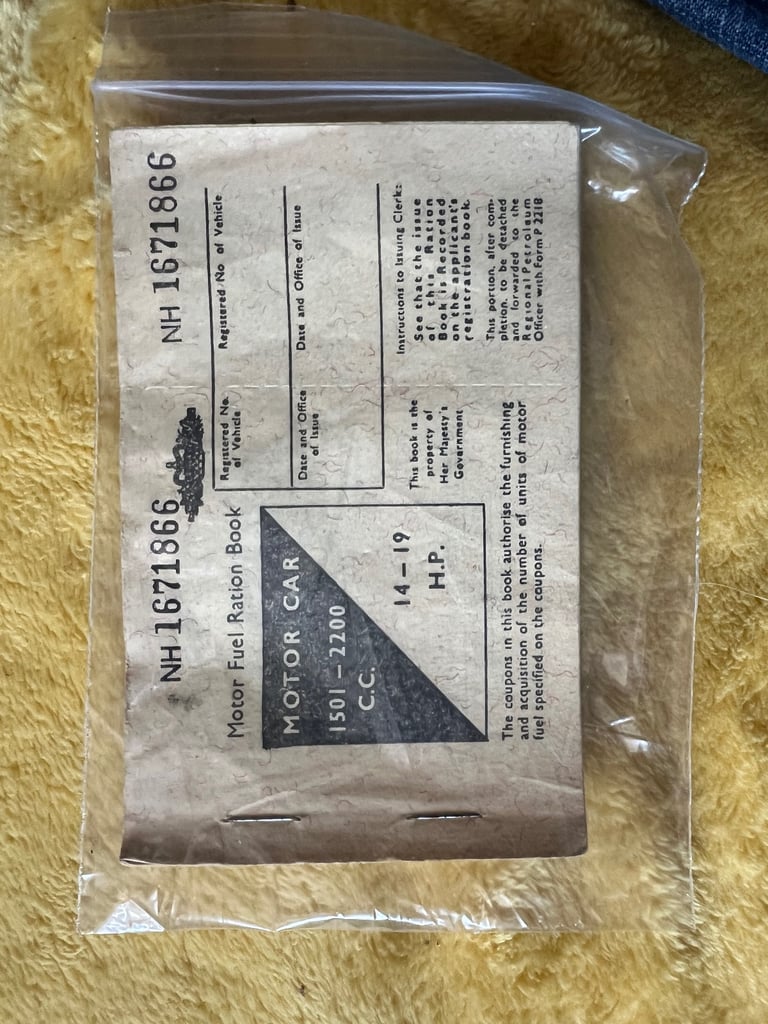 NH 1671866
NH 1671866
Motor Fuel Ration Book
MOTOR CAR
1501 – 2200
C.C.
14 – 19
H.P.
Registered No.
of Vehicle
Registered No of Vehicle
Date and Office
of Issue
Date and Office of Issue
This book is the
property of
Her Majesty's
Government
Instructions to Issuing Clerk:
See that the issue
of this Ration
Book is Recorded
on the applicant's
registration book.
This portion, after com-
pletion, to be detached
and forwarded to the
Regional Petroleum
Officer with Form P 2218
The coupons in this book authorise the furnishing
and acquisition of the number of units of motor
fuel specified on the coupons.